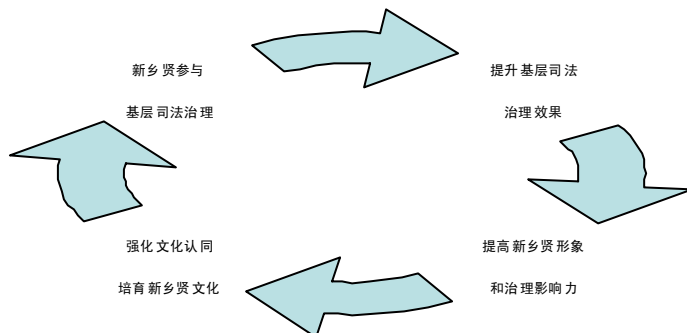 新乡贤参与
基层司法治理
提升基层司法
治理效果
提高新乡贤形象
和治理影响力
强化文化认同
培育新乡贤文化